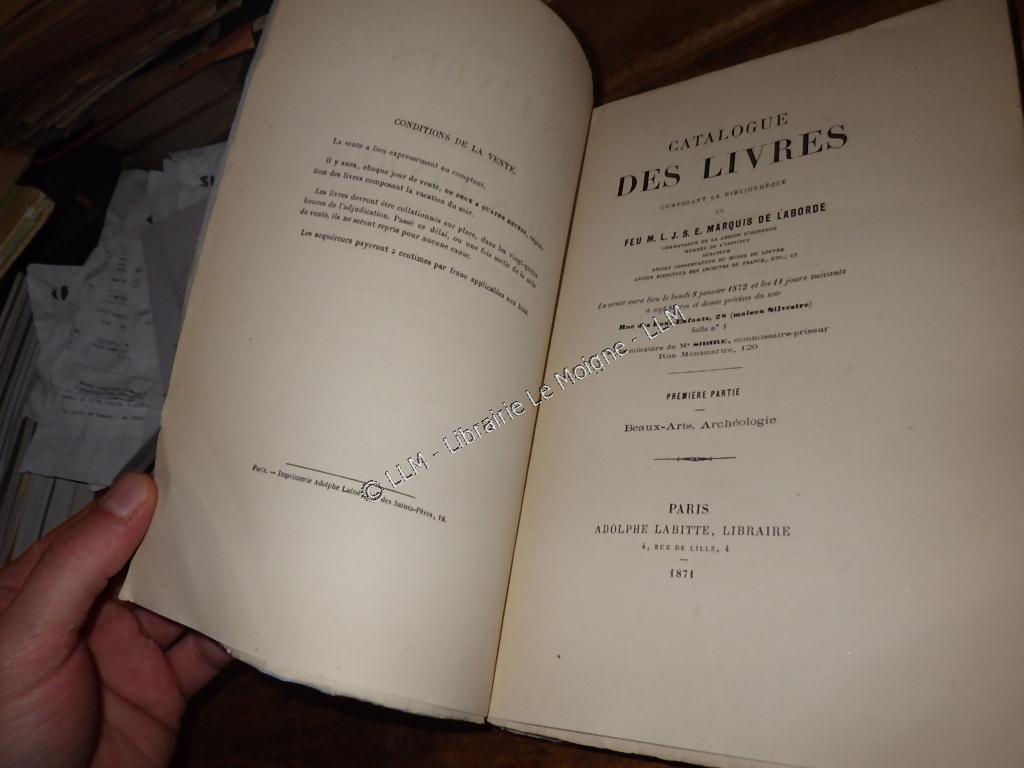 CONDITIONS DE LA VENTE
La vente a lieu expressément au comptant.
Il y aura, chaque jour de vente, DE DEUX A QUATRE HEURES,
tion des livres composant la vacation du soir.
Les livres devront être collationnés sur place, dans les vingt-quatre
heures de l'adjudication. Passé ce délai, ou une fois sortis de la salle
de vente, ils ne seront repris pour aucune cause.
Les acquéreurs payeront 5 centimes par franc applicables aux frais.
Paris. — Imprimerie Adolphe des Saints-Pères, 19.
CATALOGUE
DES LIVRES
COMPOSANT LA BIBLIOTHÈQUE
DE
FEU M. L. J. S. E. MARQUIS DE LABORDE
COMMANDEUR DE LA LÉGION D'HONNEUR
MEMBRE DE L'INSTITUT
SÉNATEUR
ANCIEN CONSERVATEUR DU MUSÉE DU LOUVRE
ANCIEN DIRECTEUR DES ARCHIVES DE FRANCE, ETC., ET
La vente aura lieu le lundi 8 janvier 1872 et les 11 jours suivants
à sept heures et demie précises du soir
Rue des Bons-Enfants, 28 (maison Silvestre)
Salle n° 1
ministère de Me SIBIRE, commissaire-priseur
Rue Montmartre, 129
PREMIÈRE PARTIE
Beaux-Arts, Archéologie
PARIS
ADOLPHE LABITTE, LIBRAIRE
4, RUE DE LILLE, 4
1871
© LLM - Librairie Le Moigne - LLM